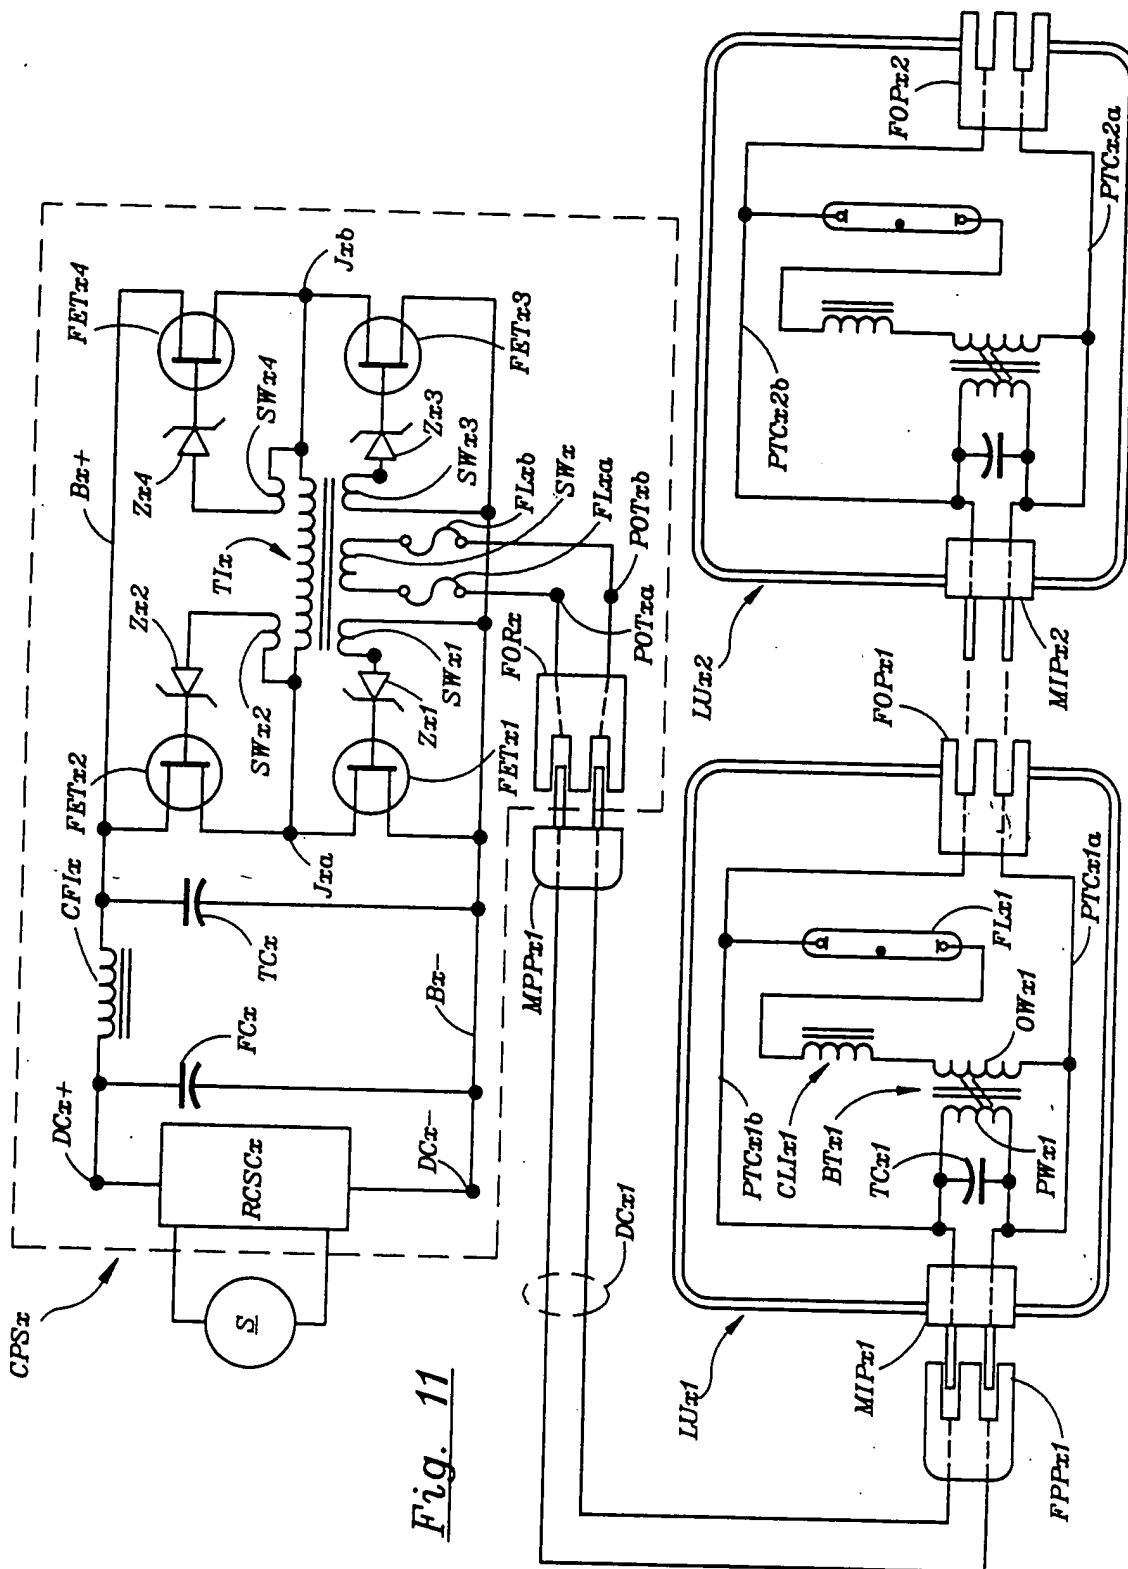 CPSx
S
RCSCx
DCx+
DCx-
FCx
CFIx
TCx
Bx-
Bx+
FETx2
Jxa
Zx2
SWx2
TIx
Zx1
SWx1
FETx1
FETx4
Jxb
Zx4
SWx4
FETx3
Zx3
SWx3
FLxb
SWx
FLxa
POTxb
POTxa
FORx
MPPx1
DCx1
Fig. 11
LUx1
MIPx1
FPPx1
PTCx1b
CLIx1
BTx1
TCx1
PWx1
OWx1
FLx1
PTCx1a
FOPx1
LUx2
MIPx2
PTCx2b
PTCx2a
FOPx2